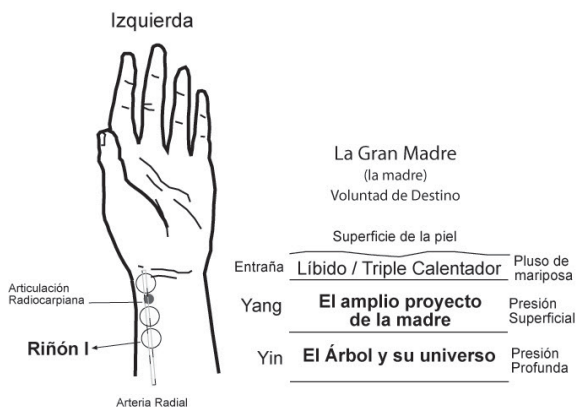 Izquierda
La Gran Madre
(la madre)
Voluntad de Destino
Superficie de la piel
Entraña
Líbido / Triple Calentador
Pluso de
mariposa
Articulación
Radiocarpiana
Yang
El amplio proyecto
de la madre
Presión
Superficial
Riñón I
Yin
El Árbol y su universo
Presión
Profunda
Arteria Radial